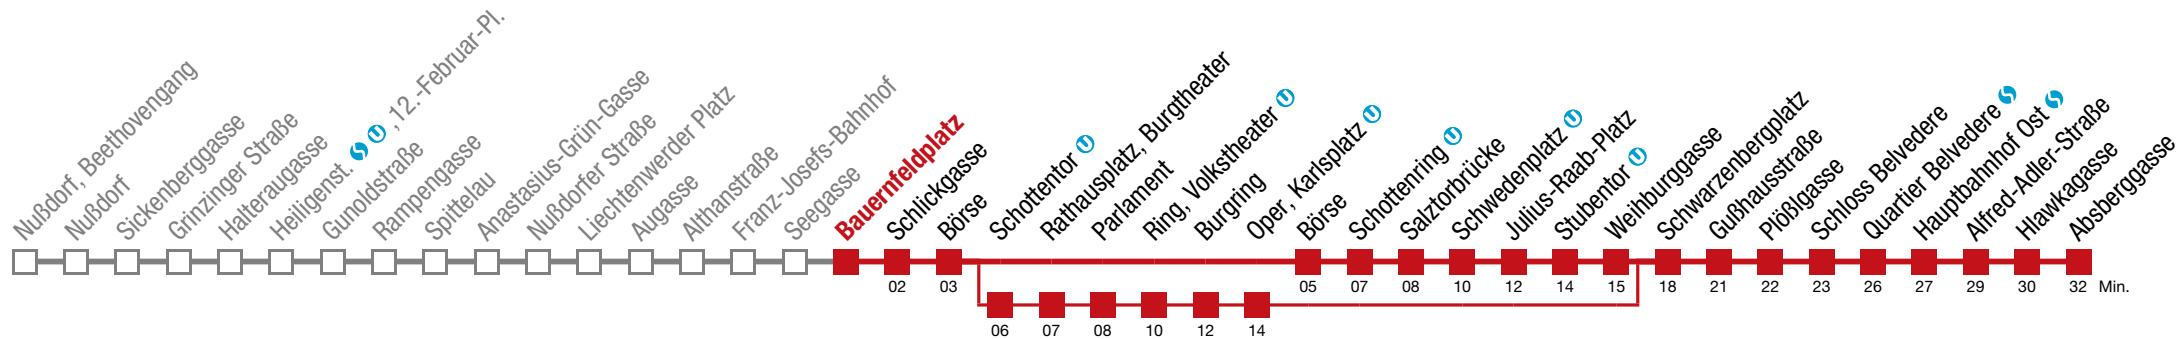 Nußdorf, Beethovengang
Nußdorf
Sickenberggasse
Grinzinger Straße
Halteraugasse
Heiligenst. S U , 12.-Februar-Pl.
Gunoldstraße
Rampengasse
Spittelau
Anastasius-Grün-Gasse
Nußdorfer Straße
Liechtenwerder Platz
Augasse
Althanstraße
Franz-Josefs-Bahnhof
Seegasse
Bauernfeldplatz
Schlickgasse
Börse
Schottentor U
Rathausplatz, Burgtheater
Parlament
Ring, Volkstheater U
Burgring
Oper, Karlsplatz U
Börse
Schottenring U
Salztorbrücke
Schwedenplatz U
Julius-Raab-Platz
Stubentor U
Weihburggasse
Schwarzenbergplatz
Gußhausstraße
Plößlgasse
Schloss Belvedere
Quartier Belvedere S
Hauptbahnhof Ost S
Alfred-Adler-Straße
Hlawkagasse
Absberggasse
02 03 05 07 08 10 12 14 15 18 21 22 23 26 27 29 30 32 Min.
06 07 08 10 12 14